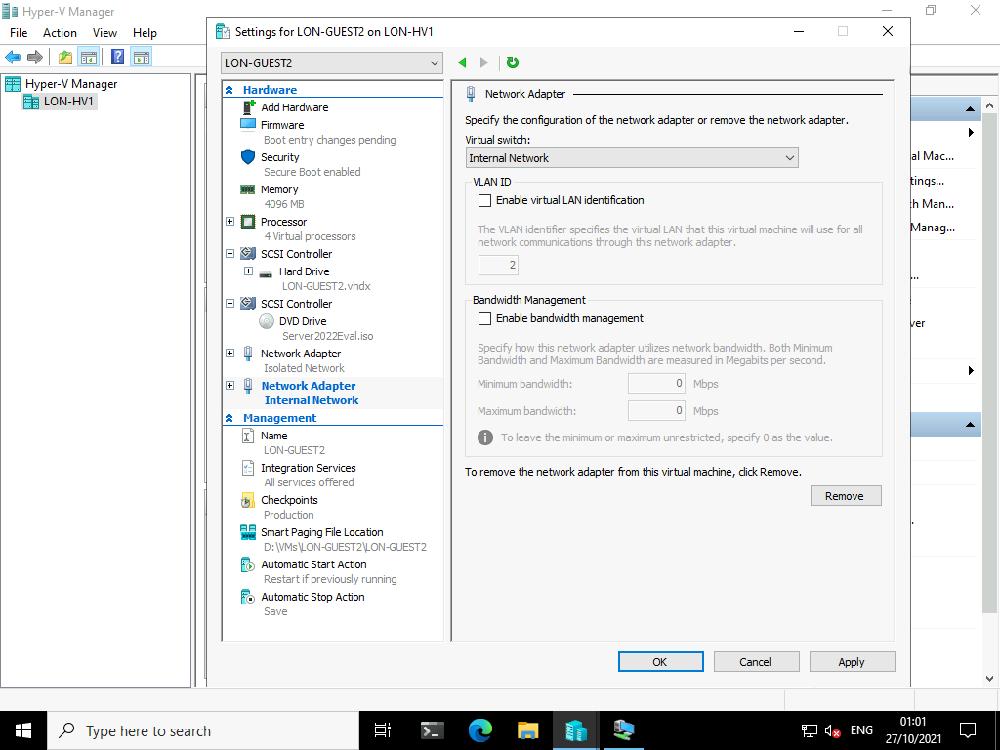 Hyper-V Manager
File Action View Help
Hyper-V Manager
LON-HV1
Settings for LON-GUEST2 on LON-HV1
LON-GUEST2
Hardware
Add Hardware
Firmware
Boot entry changes pending
Security
Secure Boot enabled
Memory
4096 MB
Processor
4 Virtual processors
SCSI Controller
Hard Drive
LON-GUEST2.vhdx
SCSI Controller
DVD Drive
Server2022Eval.iso
Network Adapter
Isolated Network
Network Adapter
Internal Network
Management
Name
LON-GUEST2
Integration Services
All services offered
Checkpoints
Production
Smart Paging File Location
D:\VMs\LON-GUEST2\LON-GUEST2
Automatic Start Action
Restart if previously running
Automatic Stop Action
Save
Network Adapter
Specify the configuration of the network adapter or remove the network adapter.
Virtual switch:
Internal Network
VLAN ID
Enable virtual LAN identification
The VLAN identifier specifies the virtual LAN that this virtual machine will use for all
network communications through this network adapter.
2
Bandwidth Management
Enable bandwidth management
Specify how this network adapter utilizes network bandwidth. Both Minimum
Bandwidth and Maximum Bandwidth are measured in Megabits per second.
Minimum bandwidth: 0 Mbps
Maximum bandwidth: 0 Mbps
To leave the minimum or maximum unrestricted, specify 0 as the value.
To remove the network adapter from this virtual machine, click Remove.
Remove
OK Cancel Apply
al Mac...
tings...
h Man...
Manag...
...
ver
Type here to search
ENG
01:01
27/10/2021